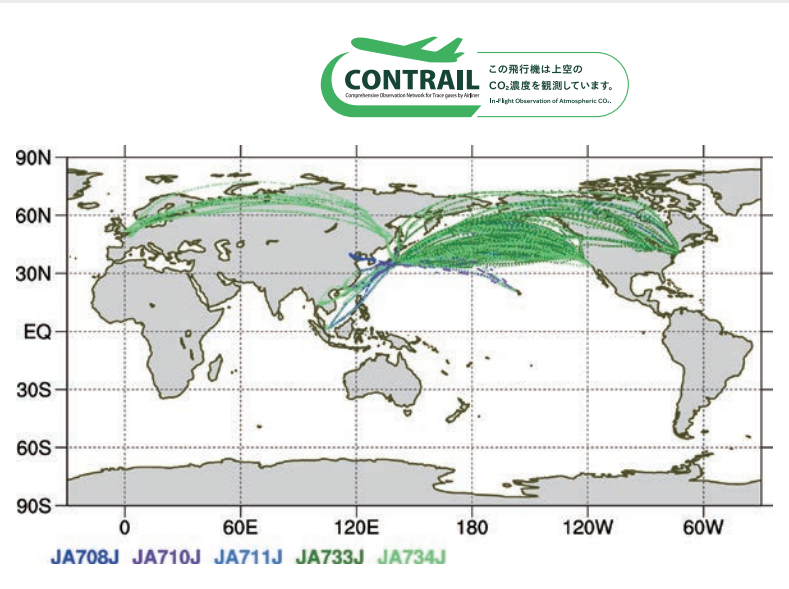 CONTRAIL
Comprehensive Observation Network for Trace gases by Airliner
この飛行機は上空の
CO₂濃度を観測しています。
In-Flight Observation of Atmospheric CO₂.
90N
60N
30N
EQ
30S
60S
90S
0 60E 120E 180 120W 60W
JA708J JA710J JA711J JA733J JA734J